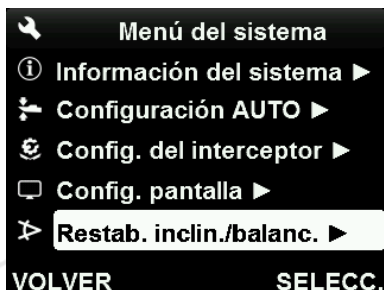 Menú del sistema
Información del sistema ►
Configuración AUTO ►
Config. del interceptor ►
Config. pantalla ►
Restab. inclin./balanc. ►
VOLVER SELECC.